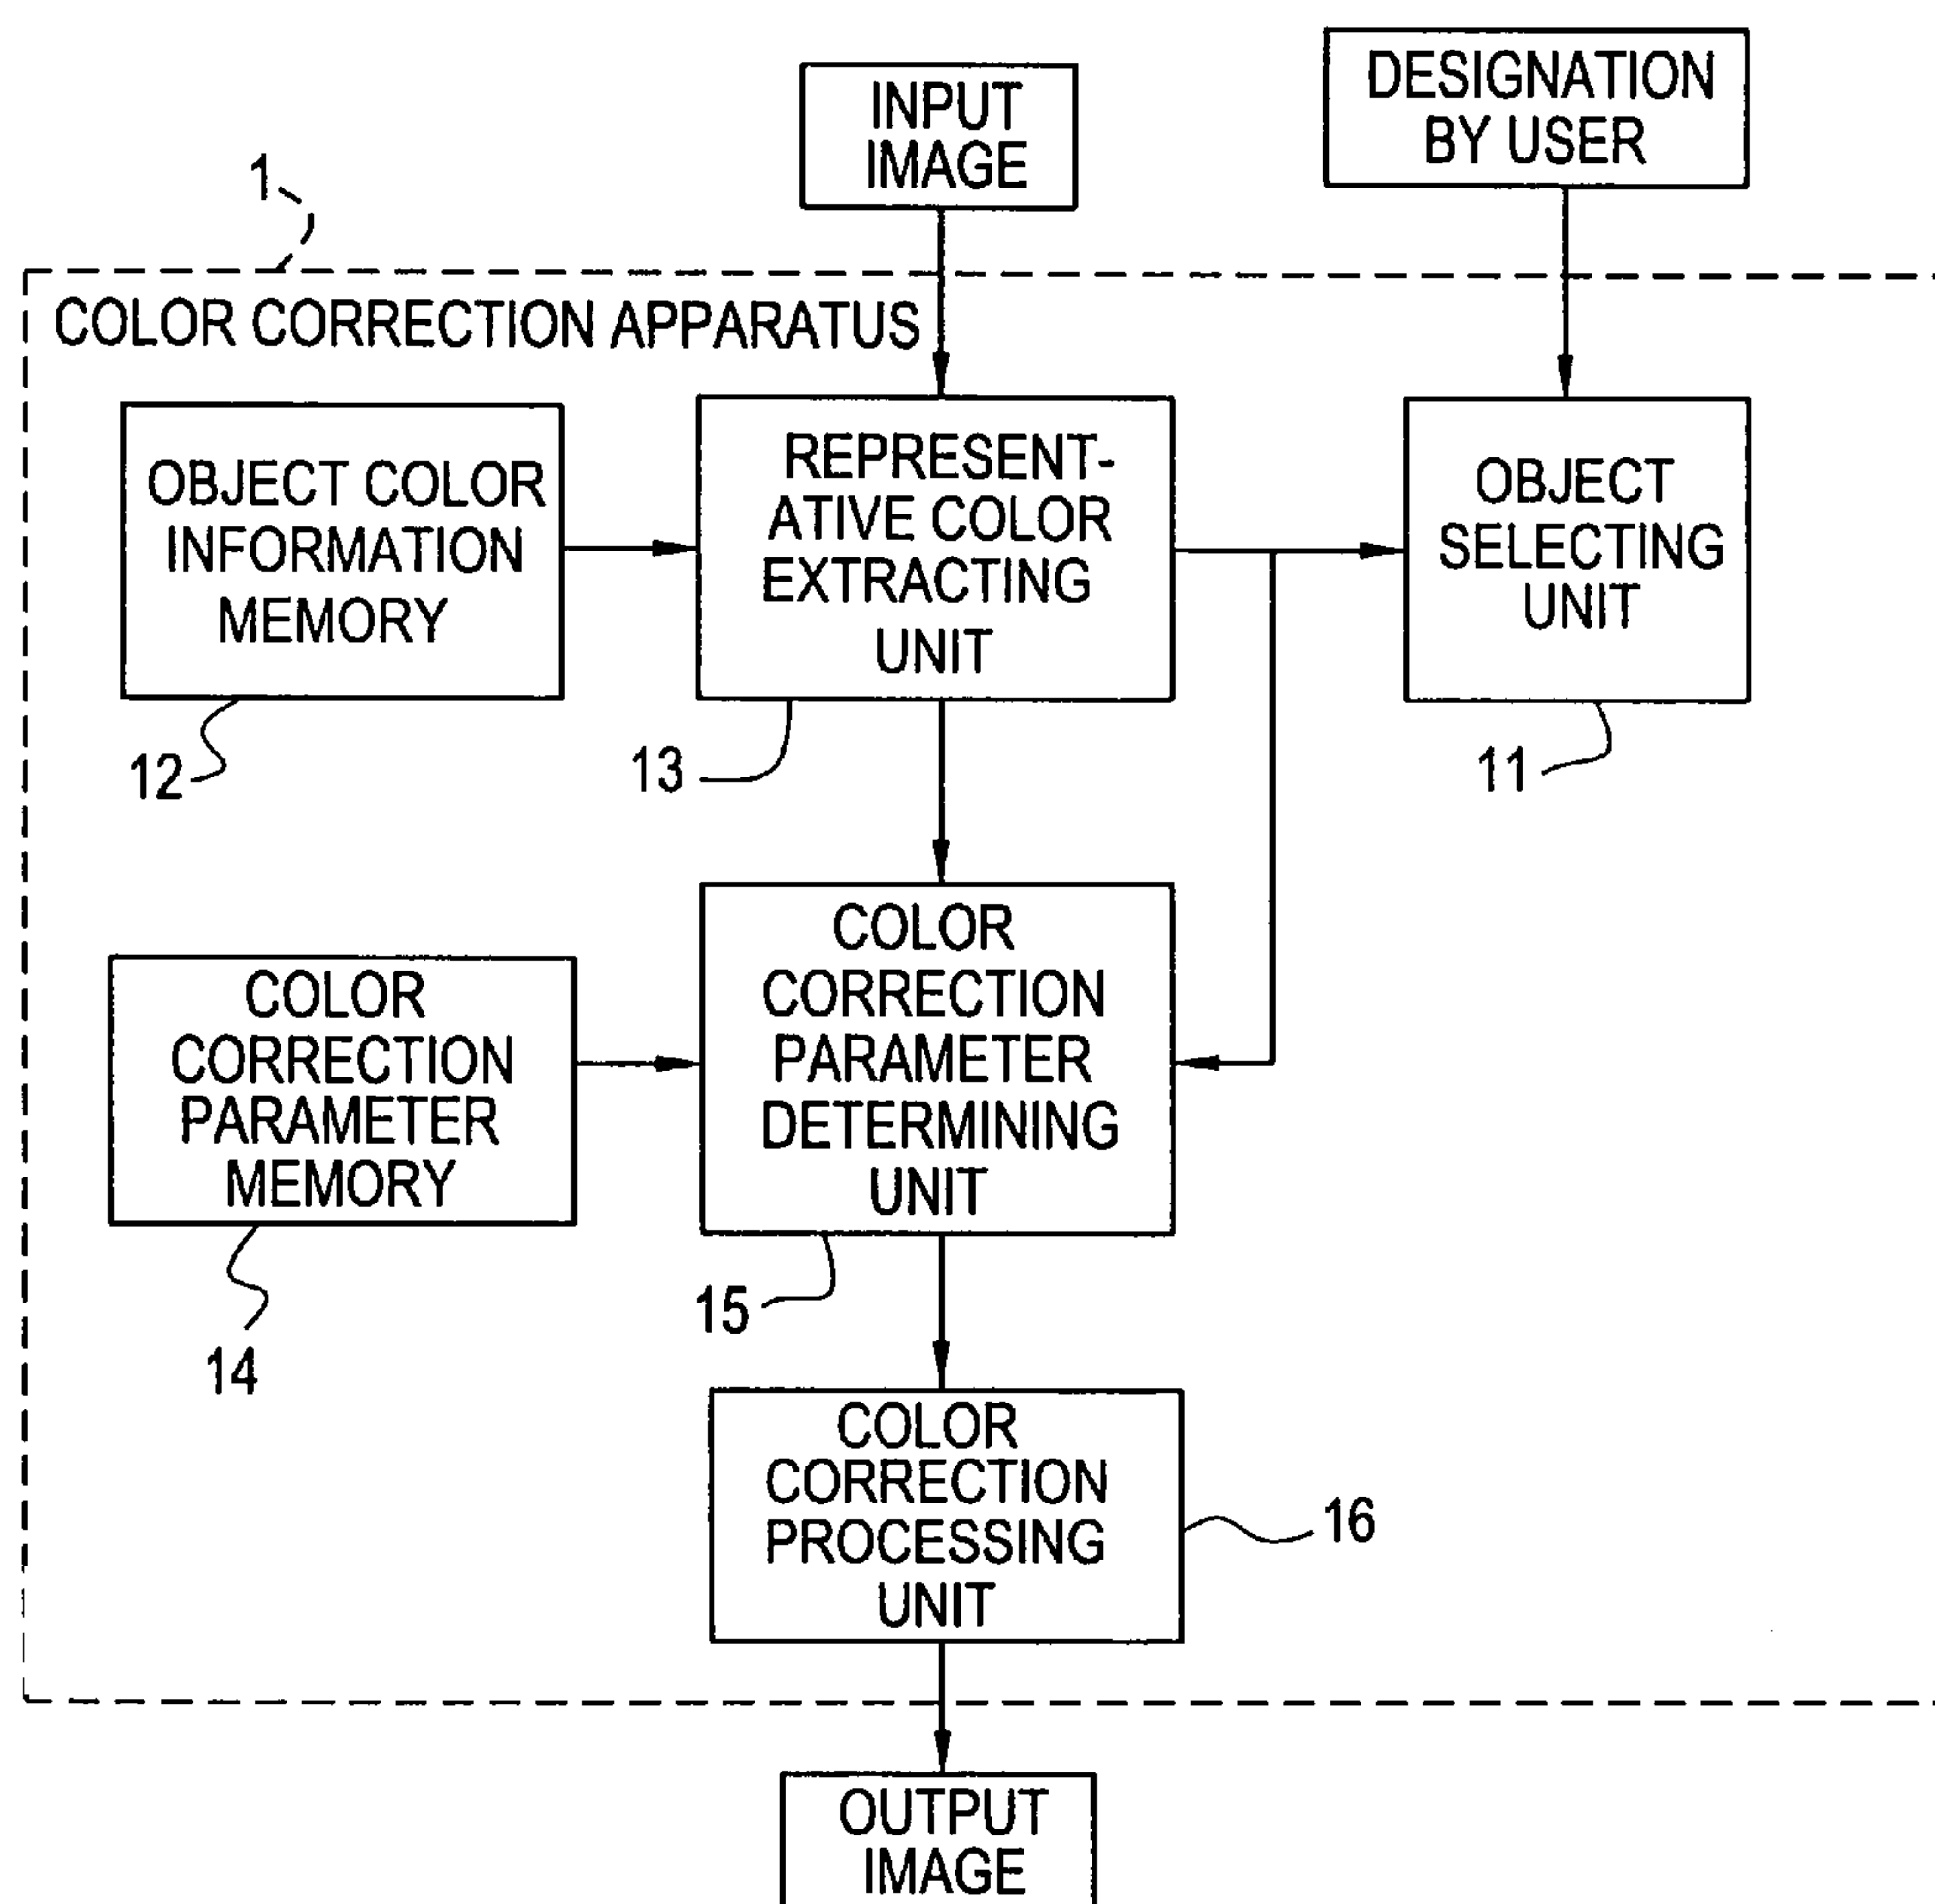 INPUT
IMAGE
DESIGNATION
BY USER
1
COLOR CORRECTION APPARATUS
OBJECT COLOR
INFORMATION
MEMORY
12
REPRESENT-
ATIVE COLOR
EXTRACTING
UNIT
13
OBJECT
SELECTING
UNIT
11
COLOR
CORRECTION
PARAMETER
MEMORY
14
COLOR
CORRECTION
PARAMETER
DETERMINING
UNIT
15
COLOR
CORRECTION
PROCESSING
UNIT
16
OUTPUT
IMAGE